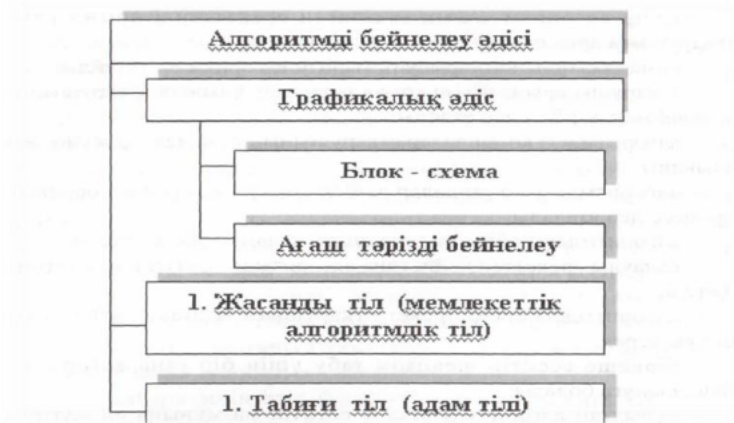 Алгоритмді бейнелеу әдісі
Графикалық әдіс
Блок - схема
Ағаш тәрізді бейнелеу
1. Жасанды тіл (мемлекеттік
алгоритмдік тіл)
1. Табиғи тіл (адам тілі)